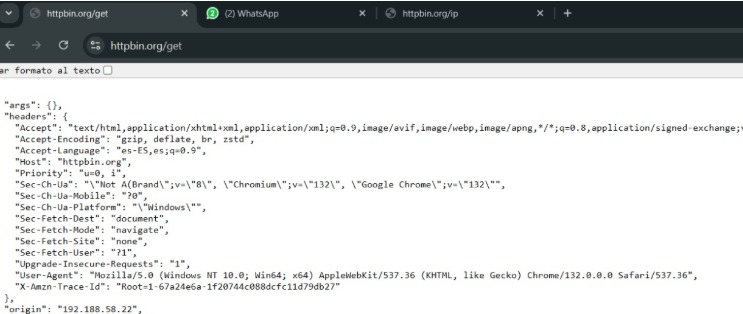 httpbin.org/get
(2) WhatsApp
httpbin.org/ip
httpbin.org/get
ar formato al texto
"args": {},
"headers": {
"Accept": "text/html,application/xhtml+xml,application/xml;q=0.9,image/avif,image/webp,image/apng,*/*;q=0.8,application/signed-exchange;
"Accept-Encoding": "gzip, deflate, br, zstd",
"Accept-Language": "es-ES,es;q=0.9",
"Host": "httpbin.org",
"Priority": "u=0, i",
"Sec-Ch-Ua": "\"Not A(Brand\";v=\"8\", \"Chromium\";v=\"132\", \"Google Chrome\";v=\"132\"",
"Sec-Ch-Ua-Mobile": "?0",
"Sec-Ch-Ua-Platform": "\"Windows\"",
"Sec-Fetch-Dest": "document",
"Sec-Fetch-Mode": "navigate",
"Sec-Fetch-Site": "none",
"Sec-Fetch-User": "?1",
"Upgrade-Insecure-Requests": "1",
"User-Agent": "Mozilla/5.0 (Windows NT 10.0; Win64; x64) AppleWebKit/537.36 (KHTML, like Gecko) Chrome/132.0.0.0 Safari/537.36",
"X-Amzn-Trace-Id": "Root=1-67a24e6a-1f20744c088dcfc11d79db27"
},
"origin": "192.188.58.22",